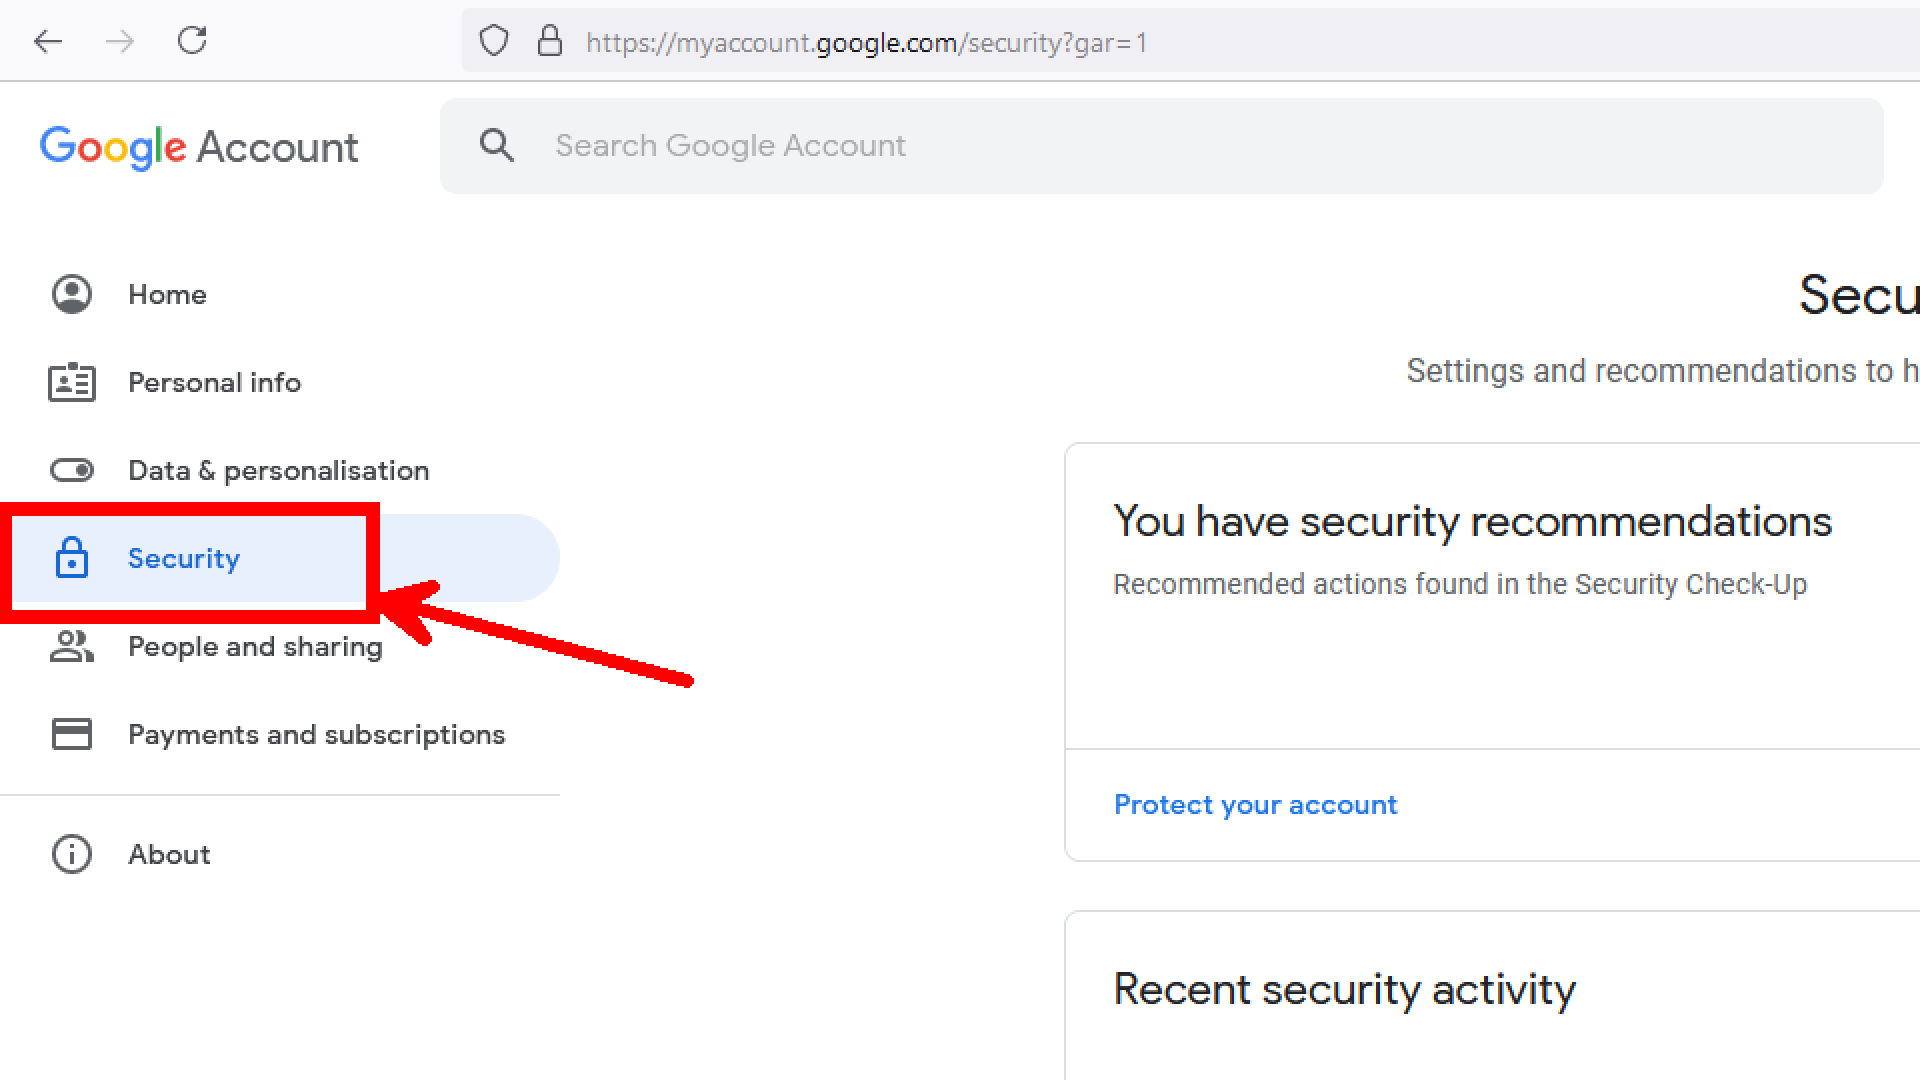 https://myaccount.google.com/security?gar=1
Google Account
Search Google Account
Home
Personal info
Data & personalisation
Security
People and sharing
Payments and subscriptions
About
Secu
Settings and recommendations to h
You have security recommendations
Recommended actions found in the Security Check-Up
Protect your account
Recent security activity